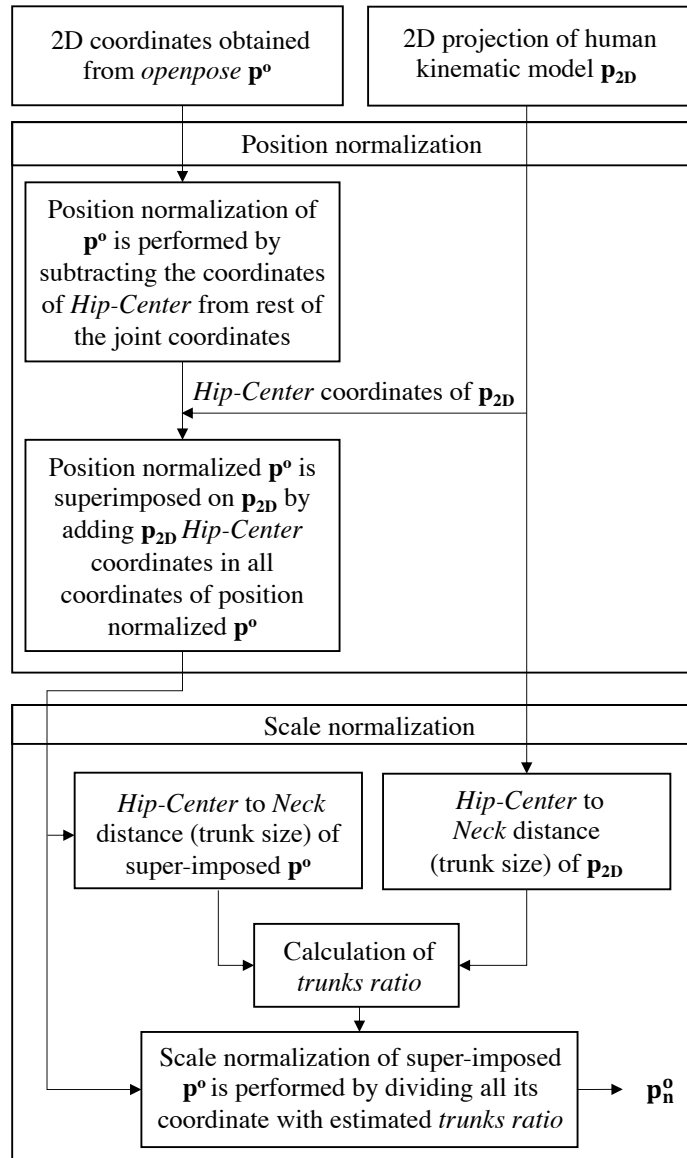 2D coordinates obtained
from openpose pᵒ
2D projection of human
kinematic model p₂D
Position normalization
Position normalization of
pᵒ is performed by
subtracting the coordinates
of Hip-Center from rest of
the joint coordinates
Hip-Center coordinates of p₂D
Position normalized pᵒ is
superimposed on p₂D by
adding p₂D Hip-Center
coordinates in all
coordinates of position
normalized pᵒ
Scale normalization
Hip-Center to Neck
distance (trunk size) of
super-imposed pᵒ
Hip-Center to
Neck distance
(trunk size) of p₂D
Calculation of
trunks ratio
Scale normalization of super-imposed
pᵒ is performed by dividing all its
coordinate with estimated trunks ratio
pₙᵒ